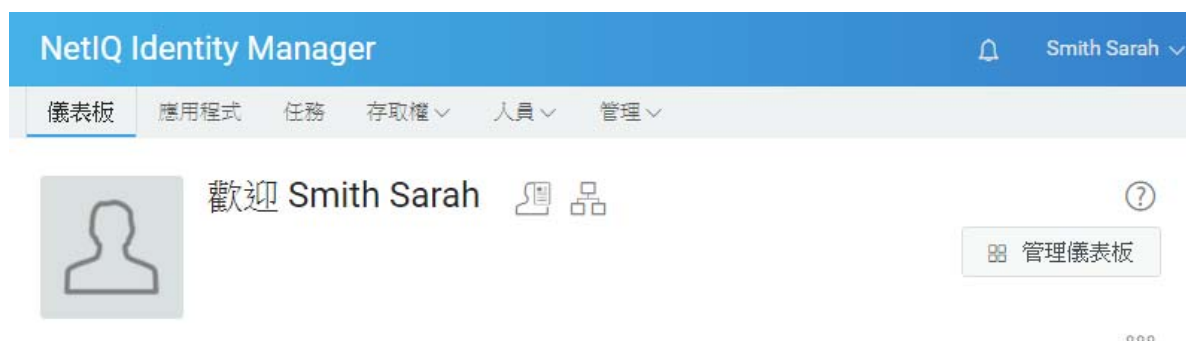 NetIQ Identity Manager
Smith Sarah
儀表板 應用程式 任務 存取權 人員 管理
歡迎 Smith Sarah
?
管理儀表板